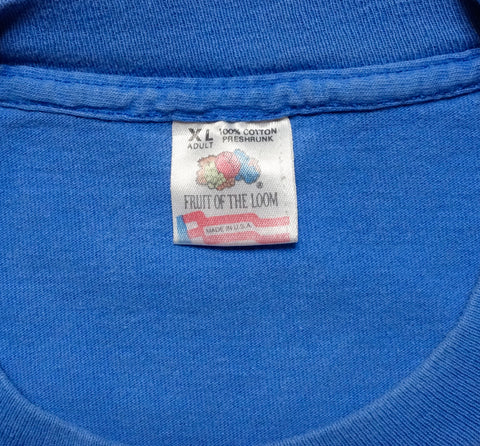 XL 100% COTTON
ADULT PRESHRUNK
®
FRUIT OF THE LOOM
MADE IN U.S.A.